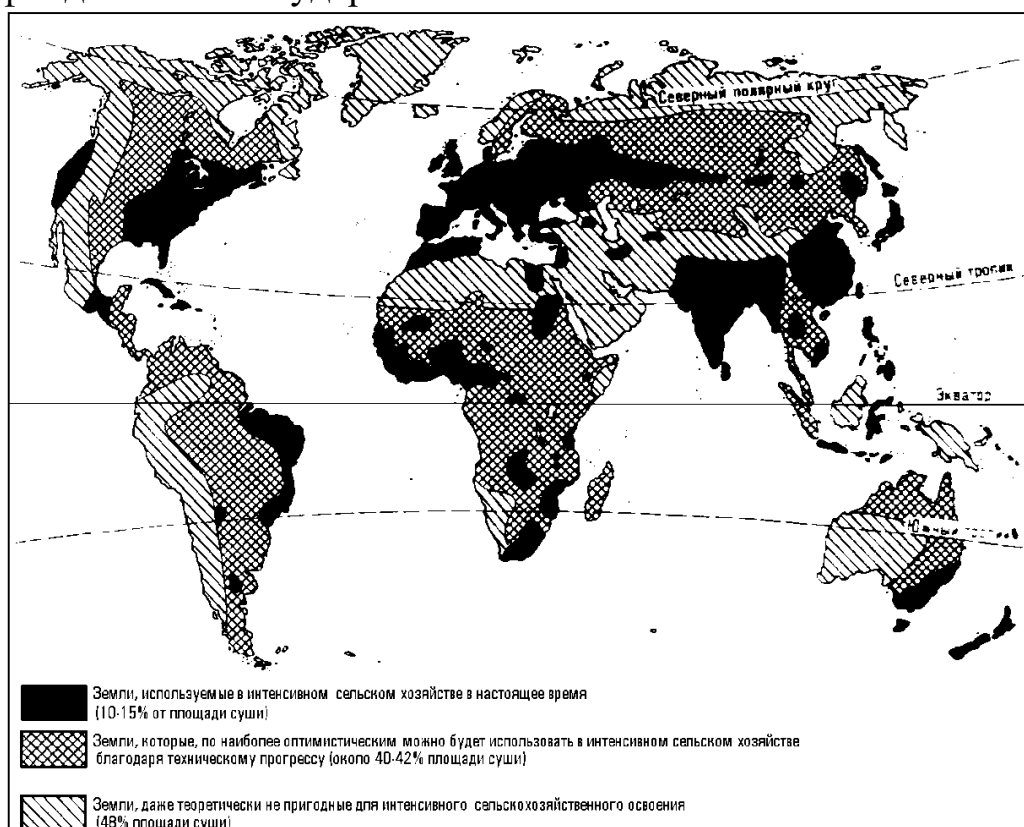 Северный полярный круг
Северный тропик
Экватор
Южный
Земли, используемые в интенсивном сельском хозяйстве в настоящее время
(10-15% от площади суши)
Земли, которые, по наиболее оптимистическим можно будет использовать в интенсивном сельском хозяйстве
благодаря техническому прогрессу (около 40-42% площади суши)
Земли, даже теоретически не пригодные для интенсивного сельскохозяйственного освоения
(48% площади суши)